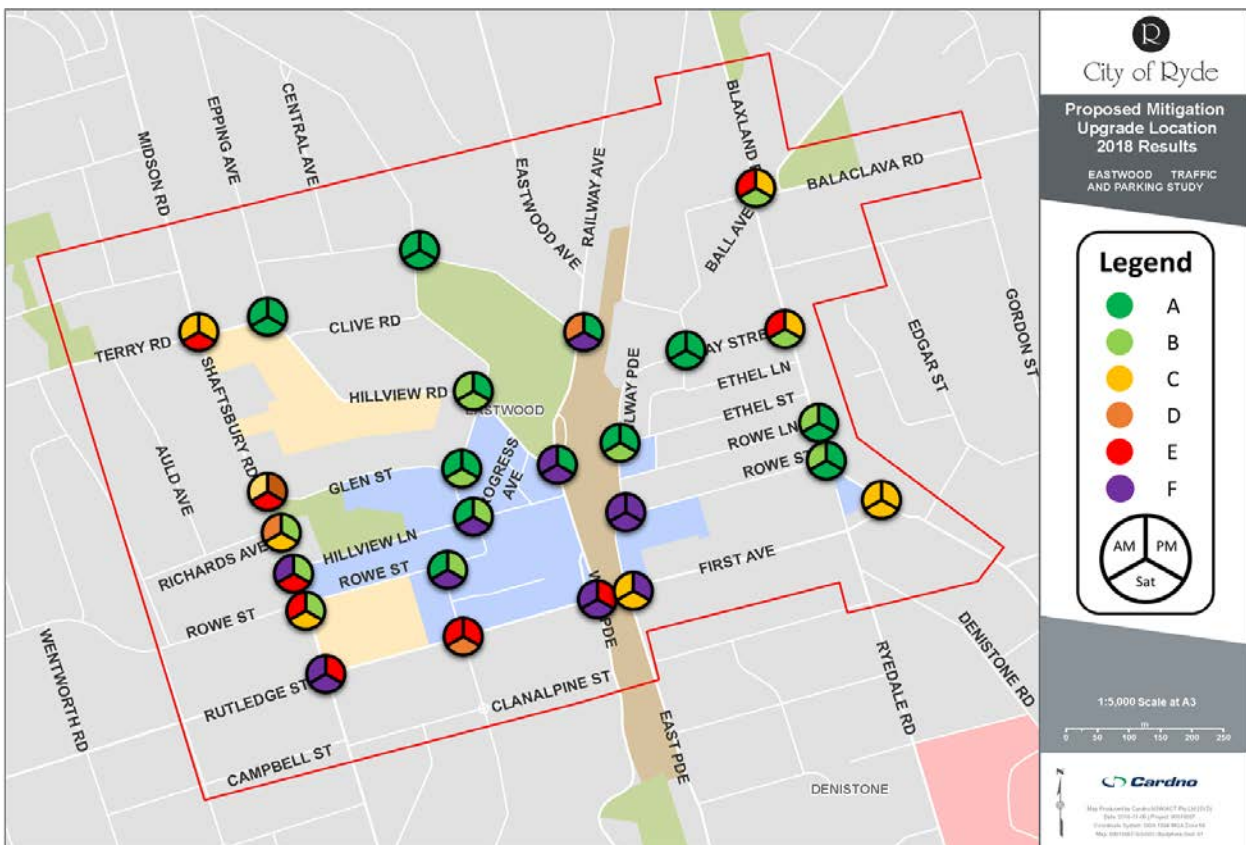 MIDSON RD
EPPING AVE
CENTRAL AVE
EASTWOOD AVE
RAILWAY AVE
BLAXLAND
BALACLAVA RD
BALL AVE
GORDON ST
EDGAR ST
TERRY RD
CLIVE RD
SHAFTSBURY RD
HILLVIEW RD
EASTWOOD
LWAY PDE
AY STRE
ETHEL LN
ETHEL ST
ROWE LN
ROWE ST
AULD AVE
GLEN ST
OGRESS
AVE
RICHARDS AVE
HILLVIEW LN
ROWE ST
ROWE ST
FIRST AVE
WENTWORTH RD
RUTLEDGE ST
CLANALPINE ST
CAMPBELL ST
PDE
EAST PDE
RYEDALE RD
DENISTONE RD
DENISTONE
R
City of Ryde
Proposed Mitigation
Upgrade Location
2018 Results
EASTWOOD TRAFFIC
AND PARKING STUDY
Legend
A
B
C
D
E
F
AM
PM
Sat
1:5,000 Scale at A3
m
0 50 100 150 200 250
N
Cardno